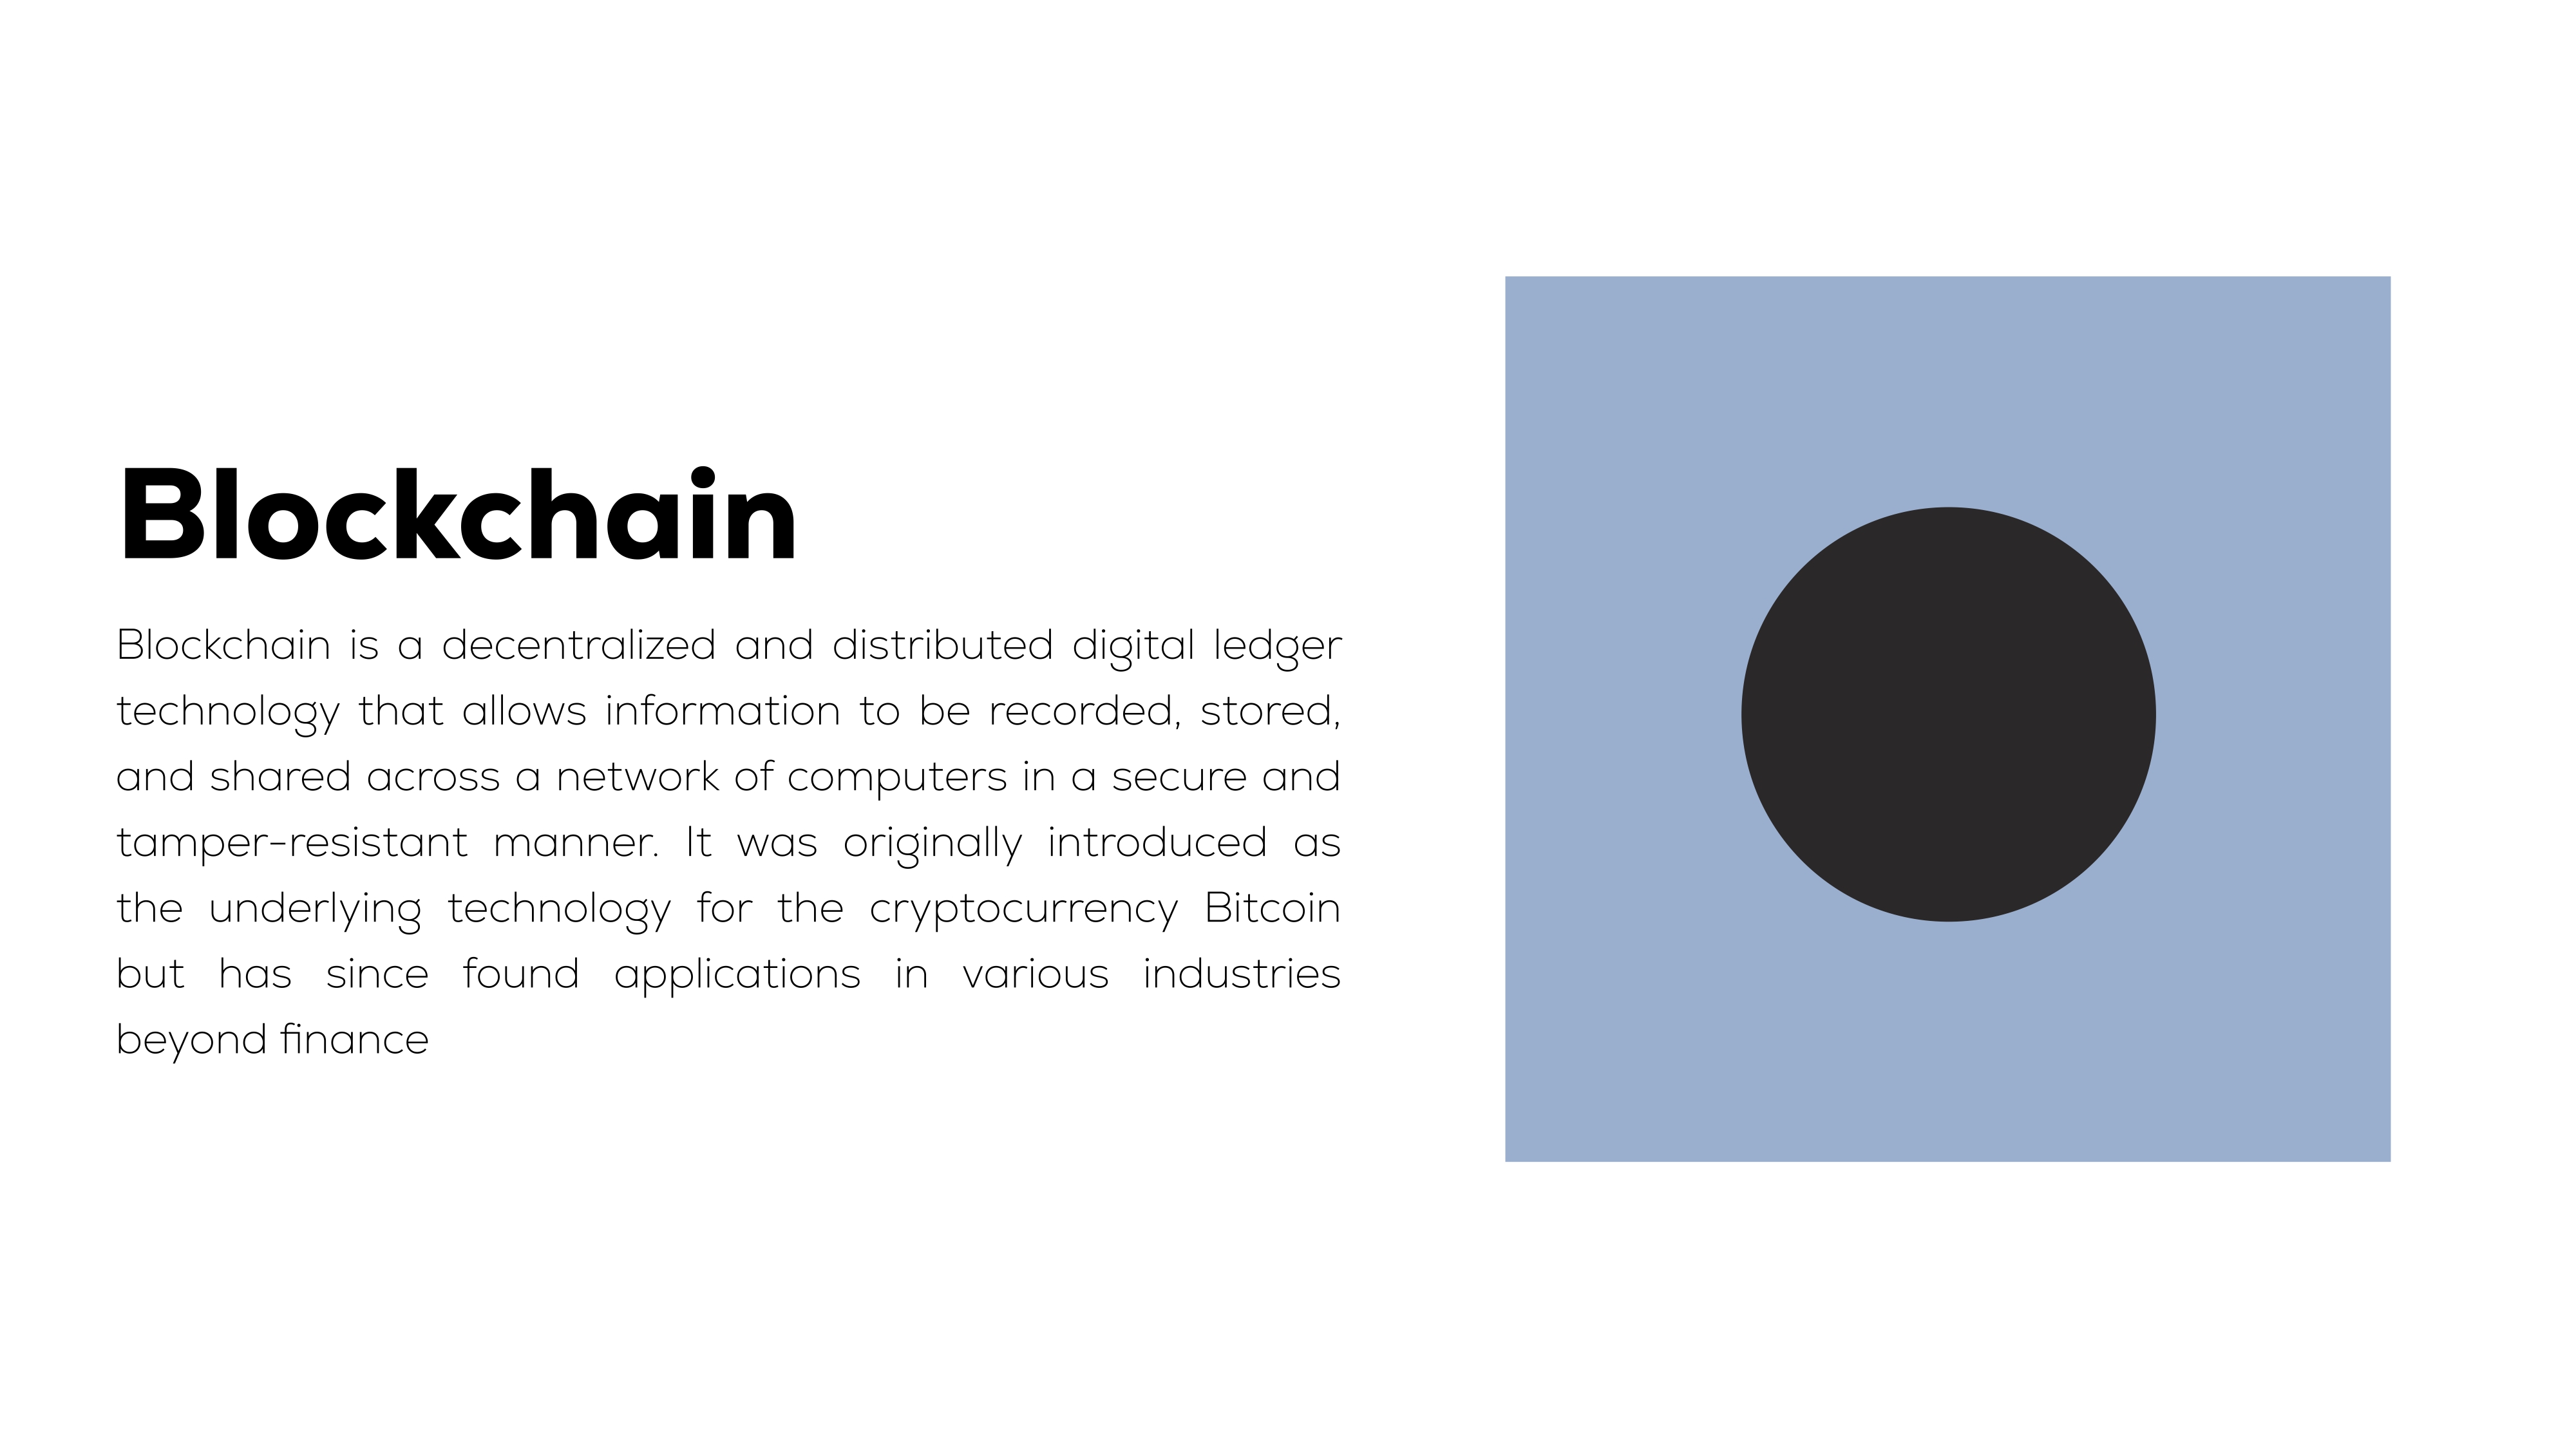 Blockchain
Blockchain is a decentralized and distributed digital ledger
technology that allows information to be recorded, stored,
and shared across a network of computers in a secure and
tamper-resistant manner. It was originally introduced as
the underlying technology for the cryptocurrency Bitcoin
but has since found applications in various industries
beyond finance